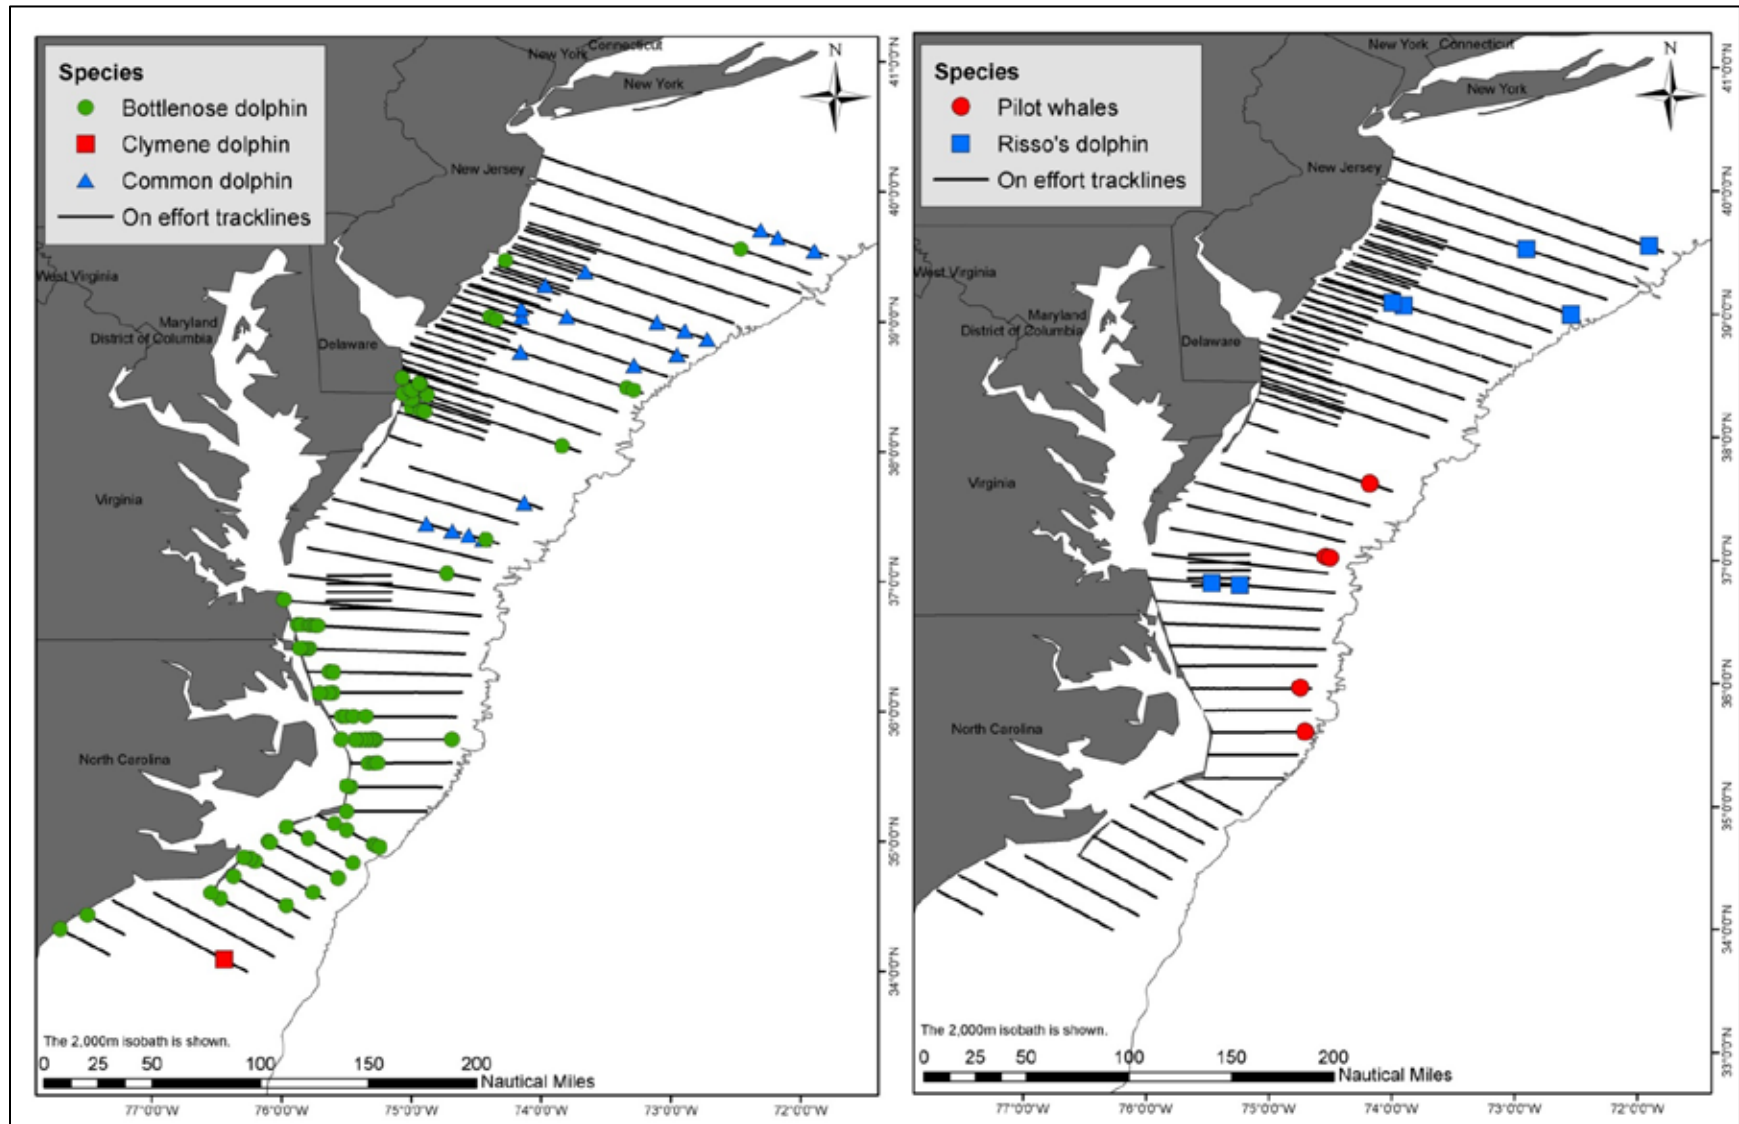 Species
Bottlenose dolphin
Clymene dolphin
Common dolphin
On effort tracklines
New York
Connecticut
New York
N
New Jersey
West Virginia
Maryland
District of Columbia
Delaware
Virginia
North Carolina
The 2,000m isobath is shown.
0 25 50 100 150 200
Nautical Miles
41°0'0"N
40°0'0"N
39°0'0"N
38°0'0"N
37°0'0"N
36°0'0"N
35°0'0"N
34°0'0"N
77°0'0"W 76°0'0"W 75°0'0"W 74°0'0"W 73°0'0"W 72°0'0"W
Species
Pilot whales
Risso's dolphin
On effort tracklines
New York Connecticut
New York
N
New Jersey
West Virginia
Maryland
District of Columbia
Delaware
Virginia
North Carolina
The 2,000m isobath is shown.
0 25 50 100 150 200
Nautical Miles
41°0'0"N
40°0'0"N
39°0'0"N
38°0'0"N
37°0'0"N
36°0'0"N
35°0'0"N
34°0'0"N
33°0'0"N
77°0'0"W 76°0'0"W 75°0'0"W 74°0'0"W 73°0'0"W 72°0'0"W